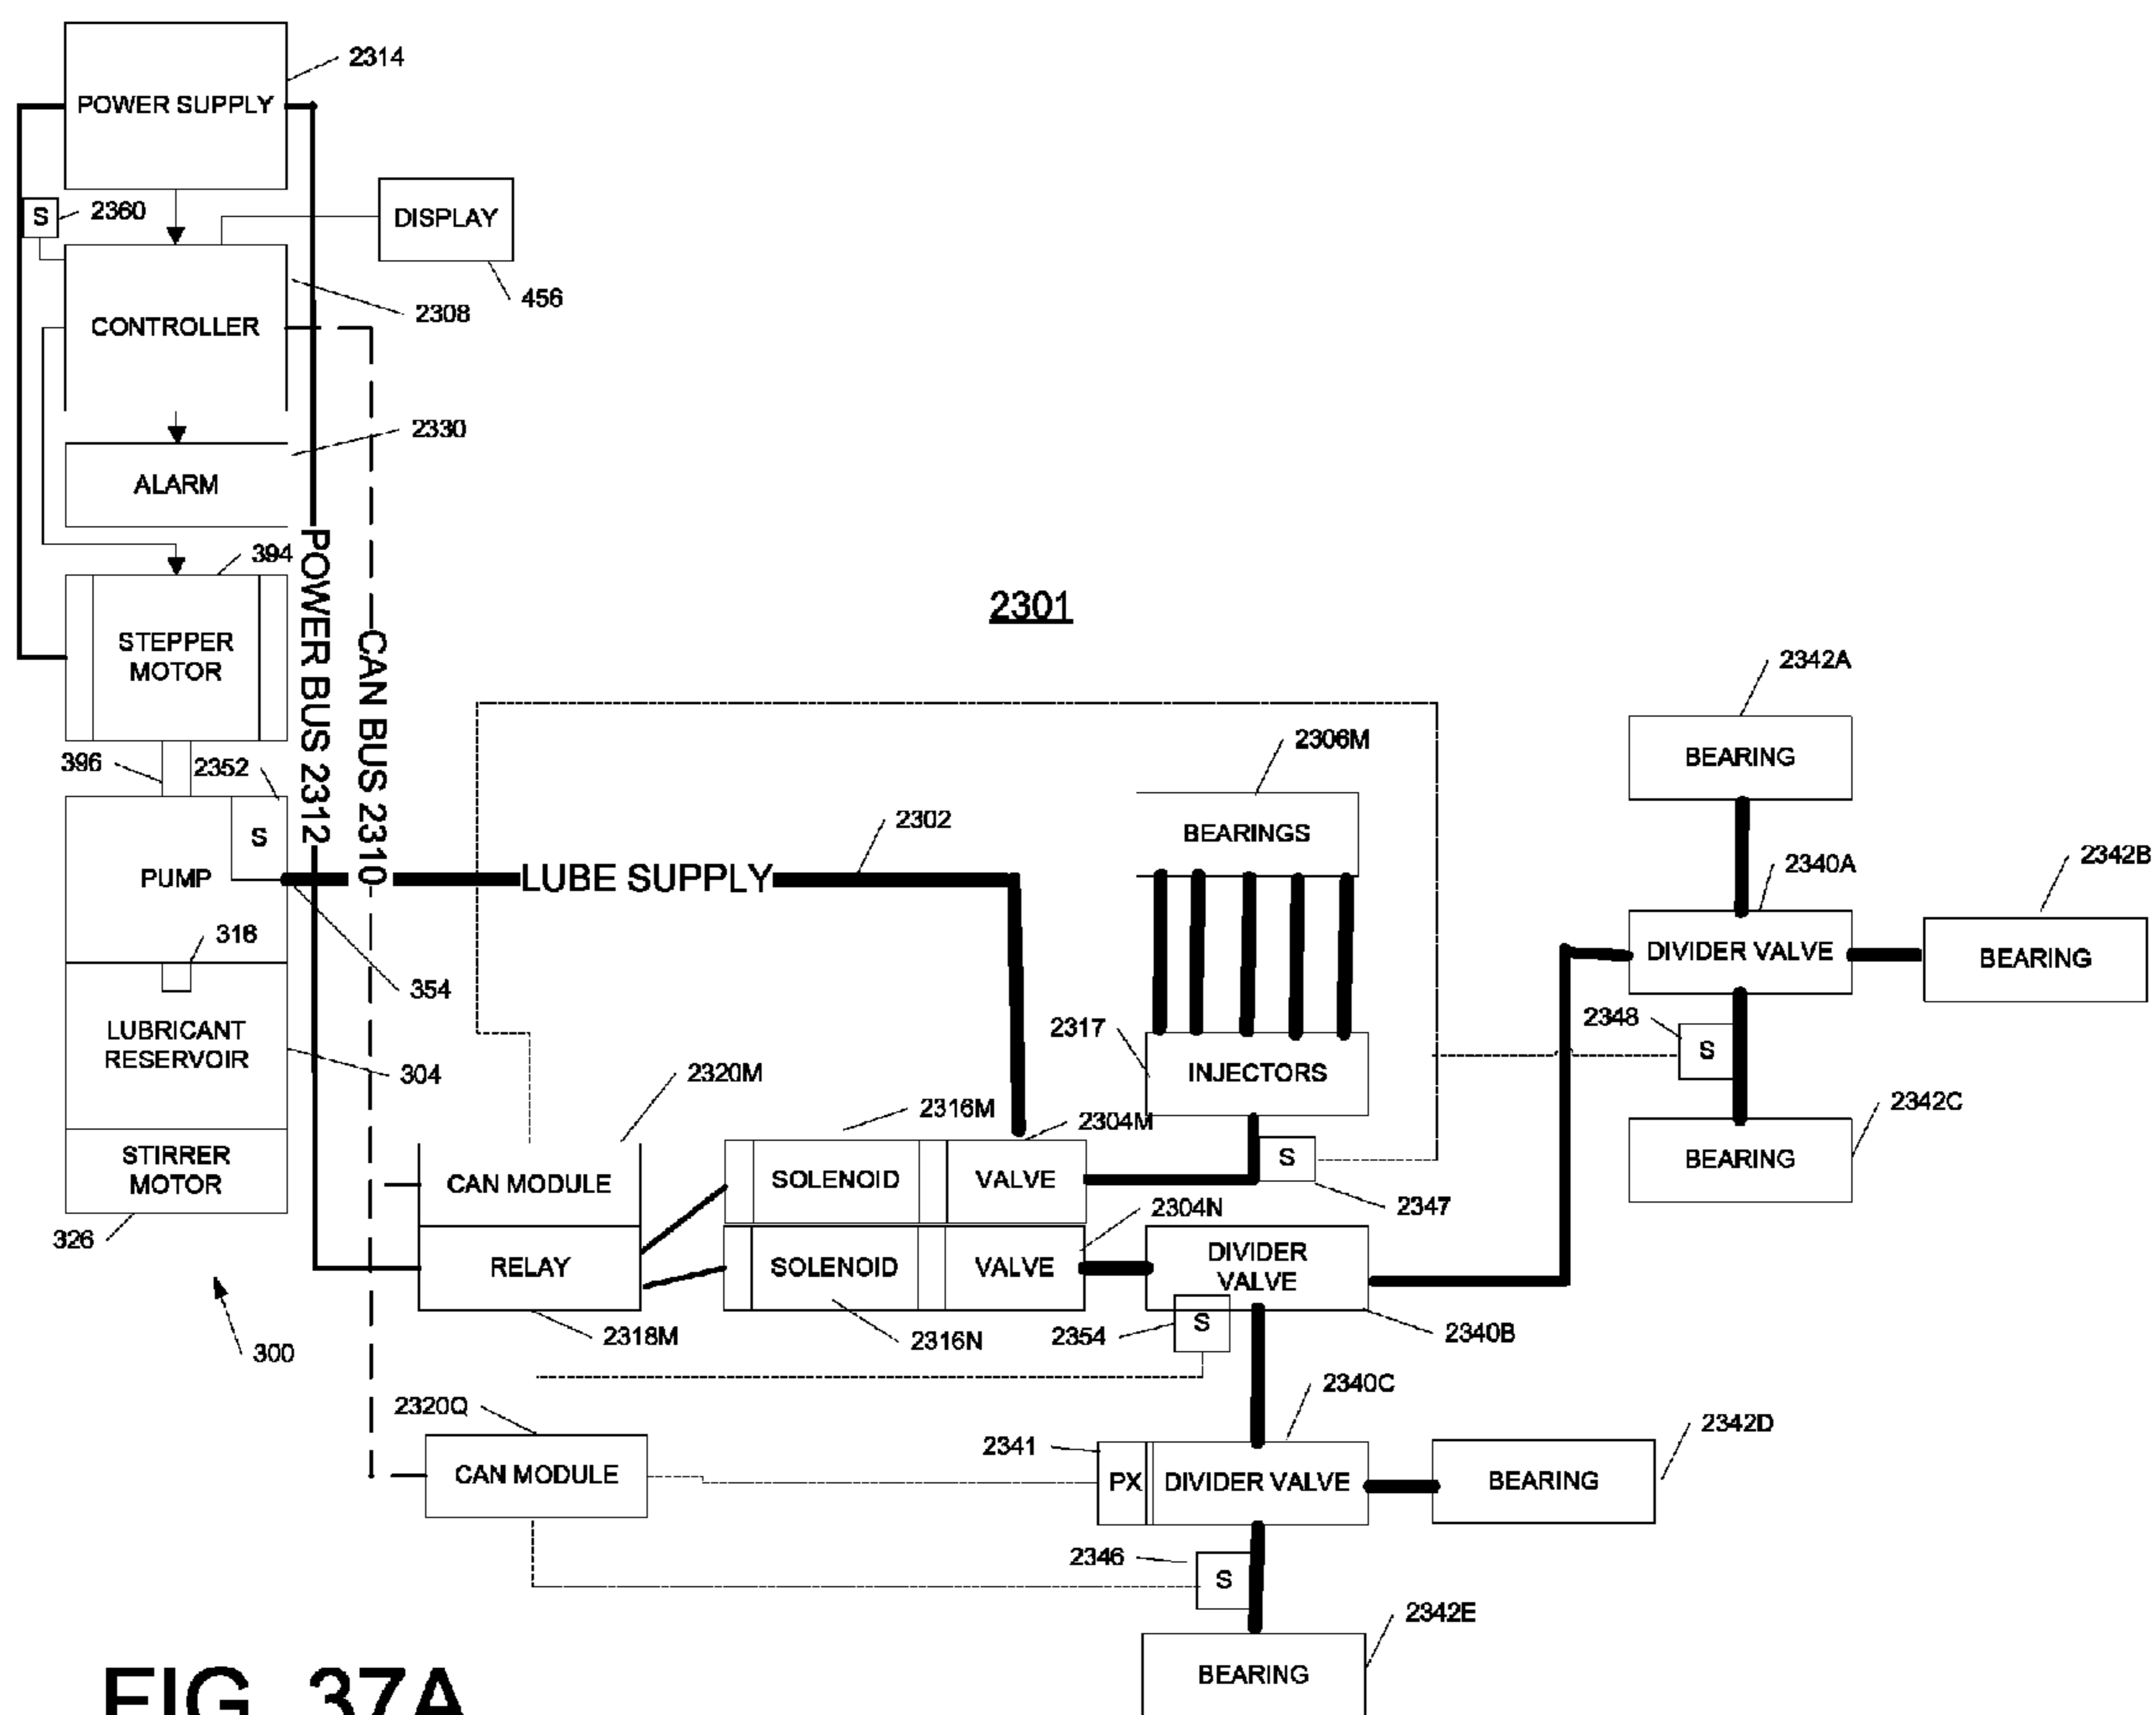 2314
POWER SUPPLY
S
2360
DISPLAY
456
2308
CONTROLLER
2330
ALARM
394
STEPPER
MOTOR
POWER BUS 2312
CAN BUS 2310
2301
396
2352
S
PUMP
316
354
LUBRICANT
RESERVOIR
304
STIRRER
MOTOR
326
300
LUBE SUPPLY
2302
2306M
BEARINGS
2317
INJECTORS
2342A
BEARING
2340A
2342B
DIVIDER VALVE
BEARING
2348
S
2342C
BEARING
2320M
2316M
2304M
CAN MODULE
SOLENOID
VALVE
S
2347
2304N
RELAY
SOLENOID
VALVE
DIVIDER
VALVE
2318M
2316N
2354
S
2340B
2320Q
2340C
2342D
CAN MODULE
2341
PX
DIVIDER VALVE
BEARING
2346
S
2342E
BEARING
FIG. 37A